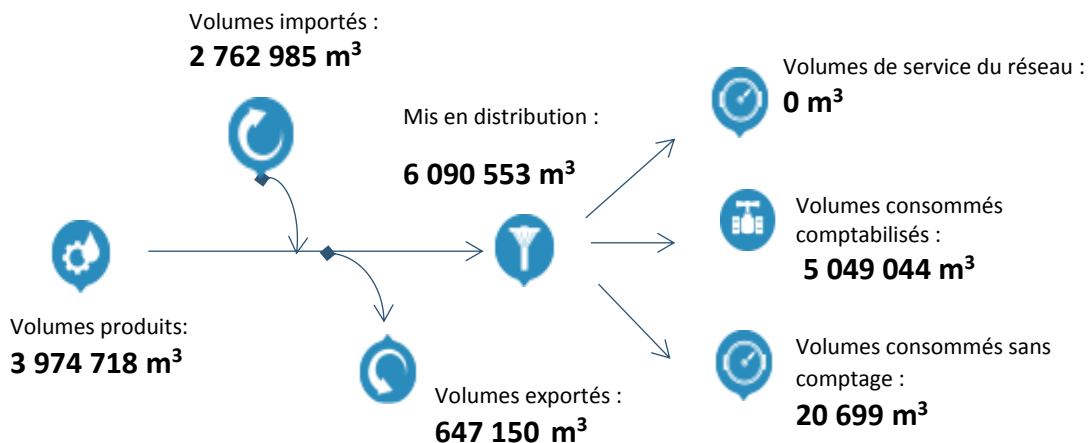 Volumes importés :
2 762 985 m³
Volumes de service du réseau :
0 m³
Mis en distribution :
6 090 553 m³
Volumes consommés
comptabilisés :
5 049 044 m³
Volumes produits:
3 974 718 m³
Volumes exportés :
647 150 m³
Volumes consommés sans
comptage :
20 699 m³